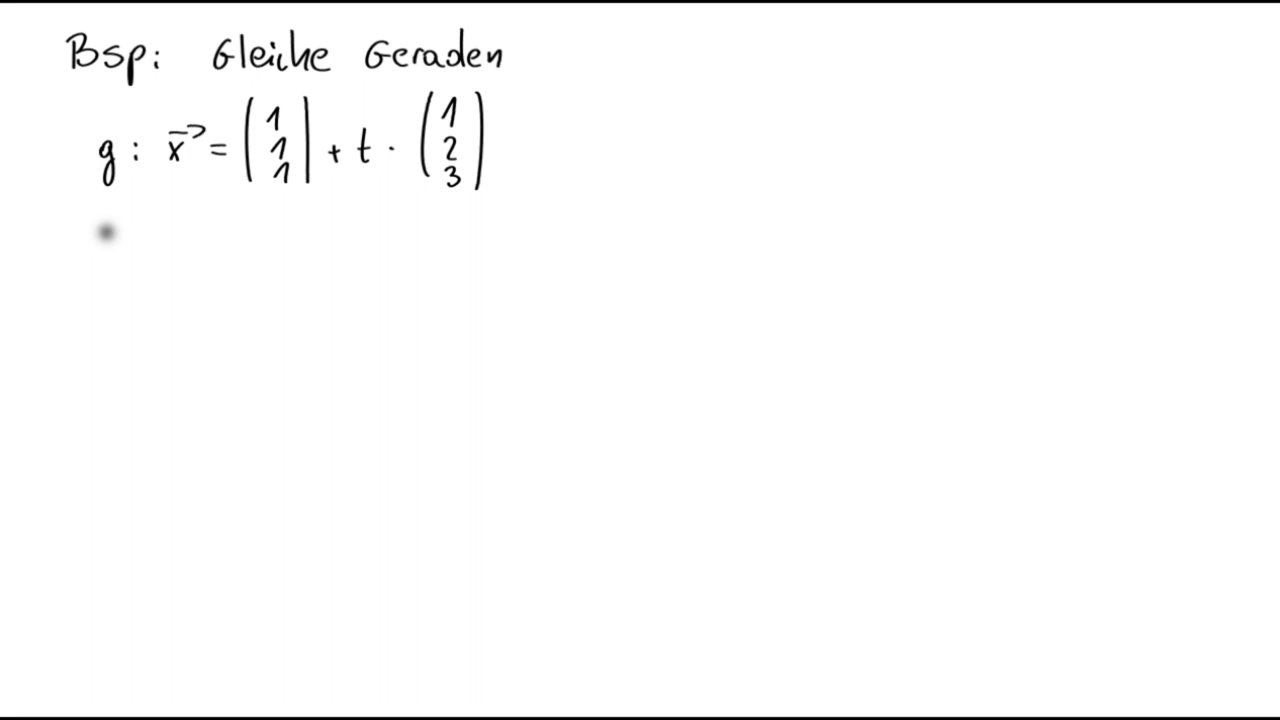 Bsp: Gleiche Geraden
g: x⃗ = (1 1 1) + t · (1 2 3)